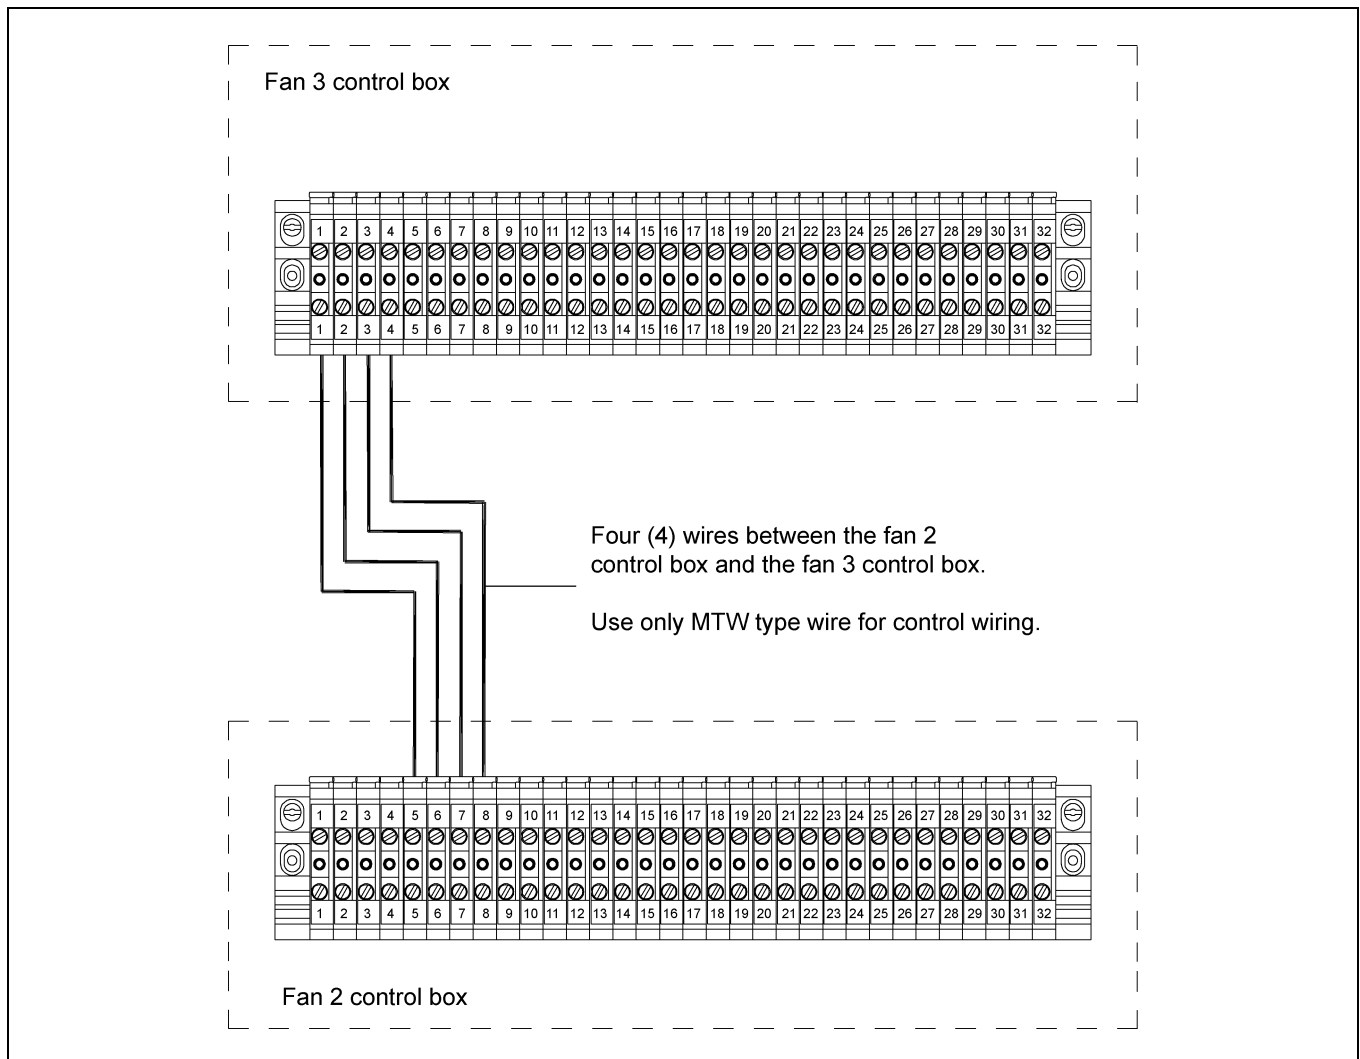 Fan 3 control box
1 2 3 4 5 6 7 8 9 10 11 12 13 14 15 16 17 18 19 20 21 22 23 24 25 26 27 28 29 30 31 32
1 2 3 4 5 6 7 8 9 10 11 12 13 14 15 16 17 18 19 20 21 22 23 24 25 26 27 28 29 30 31 32
Four (4) wires between the fan 2
control box and the fan 3 control box.
Use only MTW type wire for control wiring.
1 2 3 4 5 6 7 8 9 10 11 12 13 14 15 16 17 18 19 20 21 22 23 24 25 26 27 28 29 30 31 32
1 2 3 4 5 6 7 8 9 10 11 12 13 14 15 16 17 18 19 20 21 22 23 24 25 26 27 28 29 30 31 32
Fan 2 control box